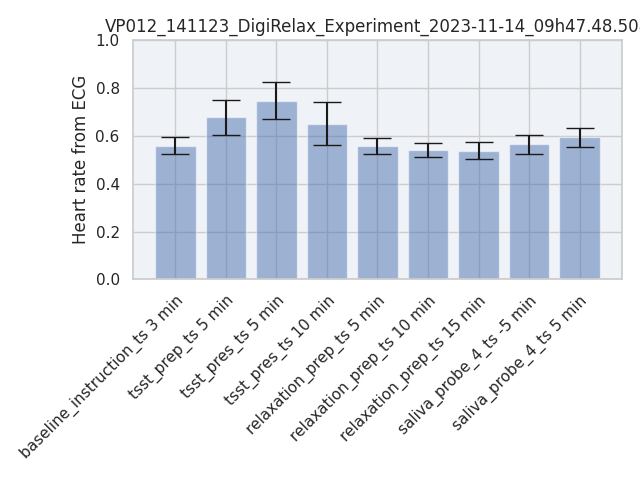 VP012_141123_DigiRelax_Experiment_2023-11-14_09h47.48.50
1.0
0.8
0.6
0.4
0.2
0.0
Heart rate from ECG
baseline_instruction_ts 3 min
tsst_prep_ts 5 min
tsst_pres_ts 5 min
tsst_pres_ts 10 min
relaxation_prep_ts 5 min
relaxation_prep_ts 10 min
relaxation_prep_ts 15 min
saliva_probe_4_ts -5 min
saliva_probe_4_ts 5 min